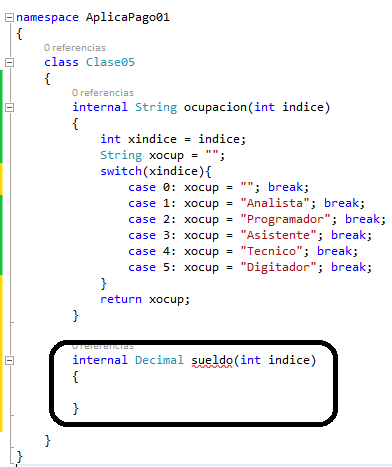 namespace AplicaPago01
{
0 referencias
class Clase05
{
0 referencias
internal String ocupacion(int indice)
{
int xindice = indice;
String xocup = "";
switch(xindice){
case 0: xocup = ""; break;
case 1: xocup = "Analista"; break;
case 2: xocup = "Programador"; break;
case 3: xocup = "Asistente"; break;
case 4: xocup = "Tecnico"; break;
case 5: xocup = "Digitador"; break;
}
return xocup;
}
0 referencias
internal Decimal sueldo(int indice)
{
}
}
}